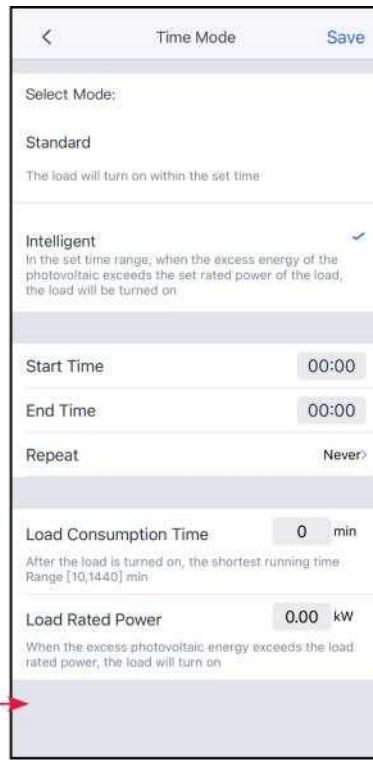 Time Mode
Save
Select Mode:
Standard
The load will turn on within the set time
Intelligent
In the set time range, when the excess energy of the
photovoltaic exceeds the set rated power of the load,
the load will be turned on
Start Time
00:00
End Time
00:00
Repeat
Never
Load Consumption Time
0 min
After the load is turned on, the shortest running time
Range [10,1440] min
Load Rated Power
0.00 kW
When the excess photovoltaic energy exceeds the load
rated power, the load will turn on